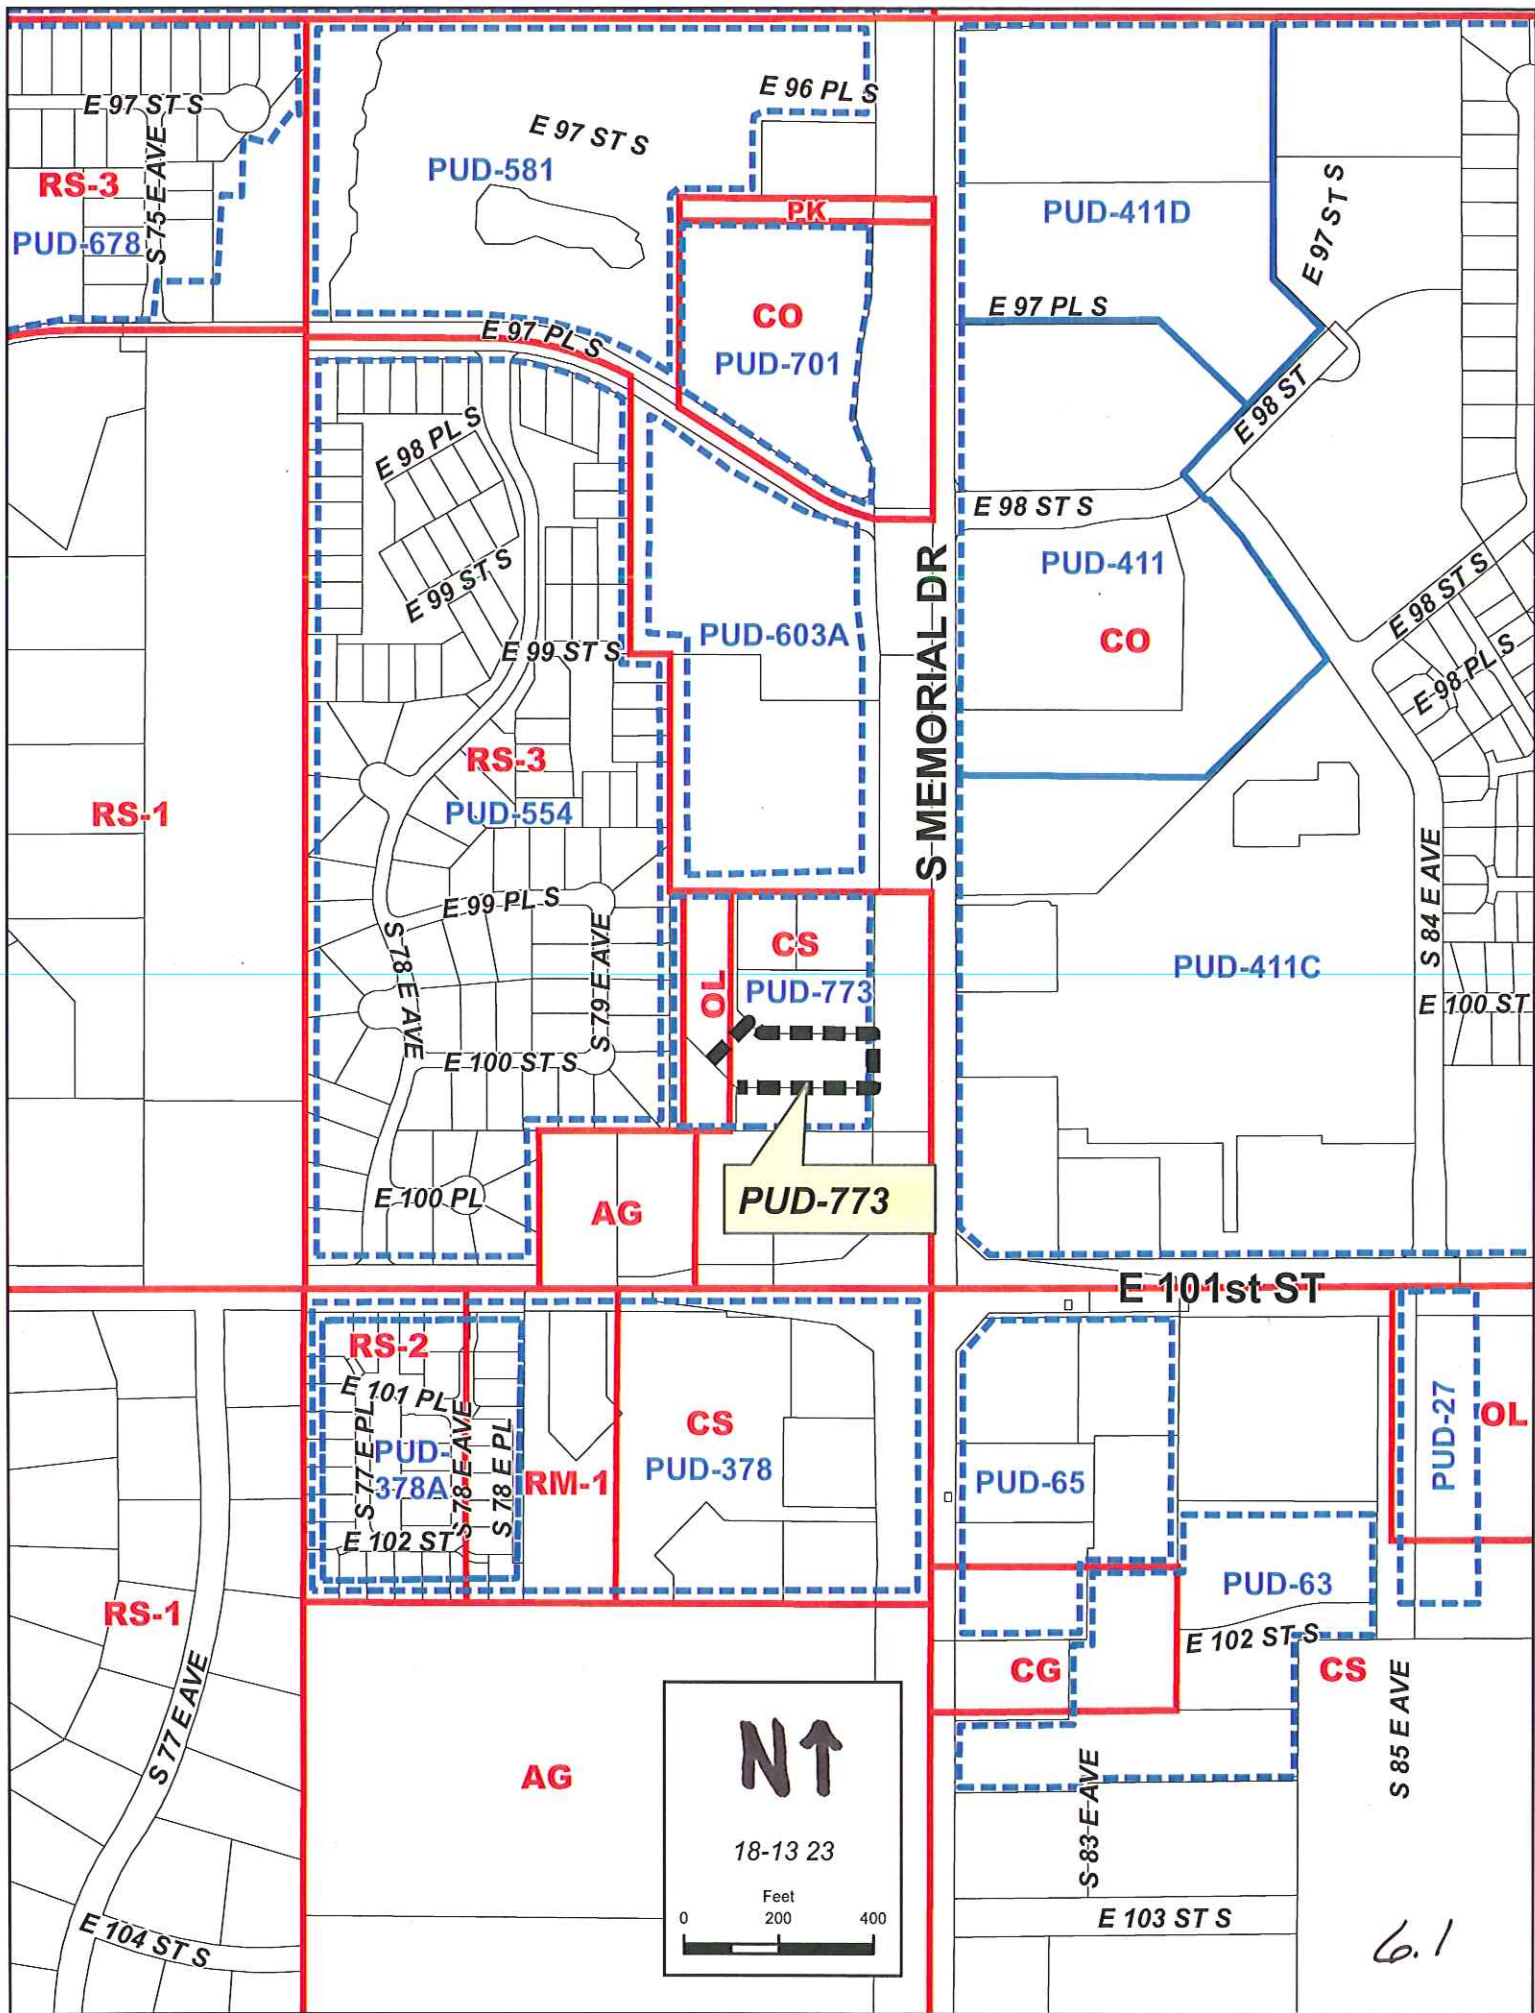 E 97 ST S
E 96 PL S
E 97 ST S
PUD-581
RS-3
S 75 E AVE
PUD-678
PK
PUD-411D
E 97 ST S
CO
PUD-701
E 97 PL S
E 97 PL S
E 98 ST
E 98 PL S
E 98 ST S
E 99 ST S
PUD-411
CO
S MEMORIAL DR
PUD-603A
E 98 ST S
E 98 PL S
E 99 ST S
RS-3
PUD-554
RS-1
S 84 E AVE
E 99 PL S
S 78 E AVE
S 79 E AVE
OL
CS
PUD-773
PUD-411C
E 100 ST
E 100 ST S
PUD-773
E 100 PL
AG
E 101st ST
RS-2
E 101 PL
S 77 E PL
PUD-
378A
S 78 E AVE
S 78 E PL
E 102 ST
RM-1
CS
PUD-378
PUD-65
PUD-27
OL
PUD-63
E 102 ST S
RS-1
S 77 E AVE
CG
CS
S 85 E AVE
AG
S 83 E AVE
N
18-13 23
Feet
0 200 400
E 103 ST S
E 104 ST S
6.1